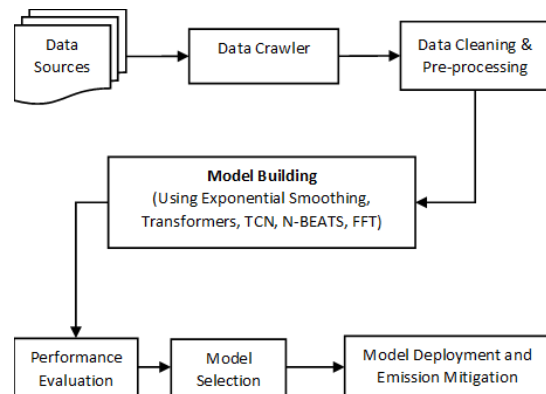 Data
Sources
Data Crawler
Data Cleaning &
Pre-processing
Model Building
(Using Exponential Smoothing,
Transformers, TCN, N-BEATS, FFT)
Performance
Evaluation
Model
Selection
Model Deployment and
Emission Mitigation